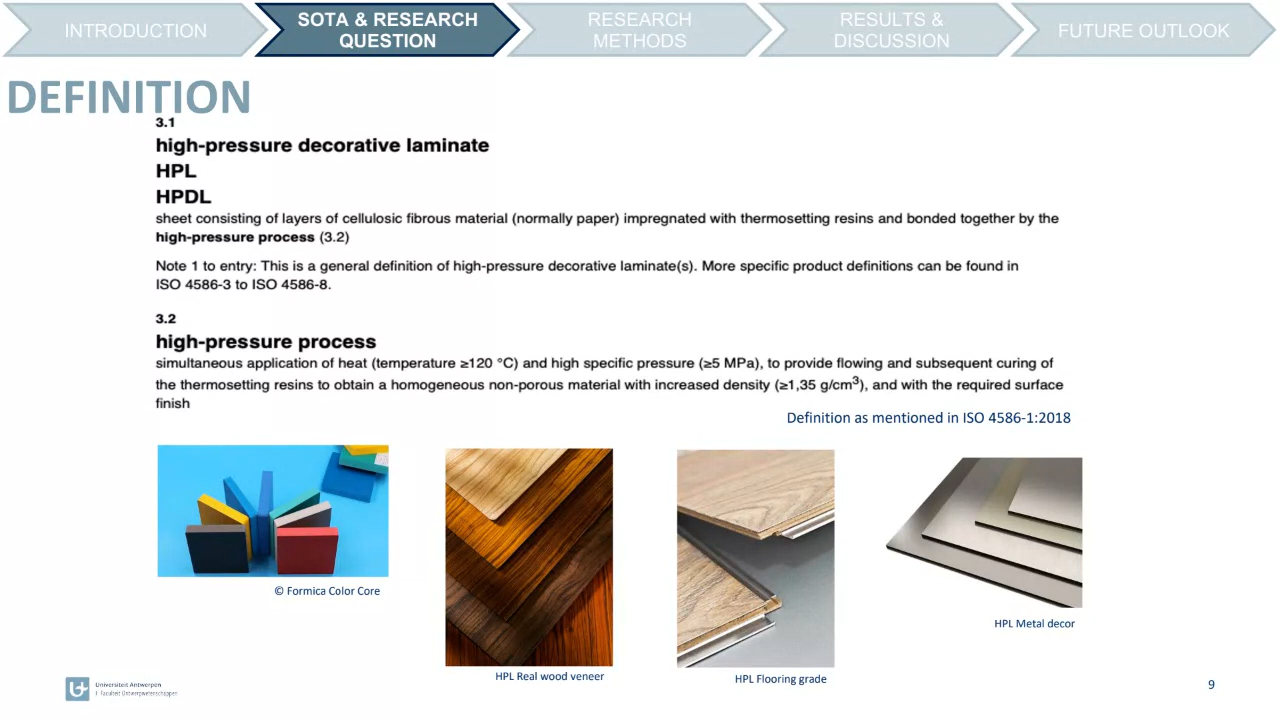 INTRODUCTION
SOTA & RESEARCH
QUESTION
RESEARCH
METHODS
RESULTS &
DISCUSSION
FUTURE OUTLOOK
DEFINITION
3.1
high-pressure decorative laminate
HPL
HPDL
sheet consisting of layers of cellulosic fibrous material (normally paper) impregnated with thermosetting resins and bonded together by the
high-pressure process (3.2)
Note 1 to entry: This is a general definition of high-pressure decorative laminate(s). More specific product definitions can be found in
ISO 4586-3 to ISO 4586-8.
3.2
high-pressure process
simultaneous application of heat (temperature ≥120 °C) and high specific pressure (≥5 MPa), to provide flowing and subsequent curing of
the thermosetting resins to obtain a homogeneous non-porous material with increased density (≥1,35 g/cm³), and with the required surface
finish
Definition as mentioned in ISO 4586-1:2018
© Formica Color Core
HPL Real wood veneer
HPL Flooring grade
HPL Metal decor
Universiteit Antwerpen
I Faculteit Ontwerpwetenschappen
9